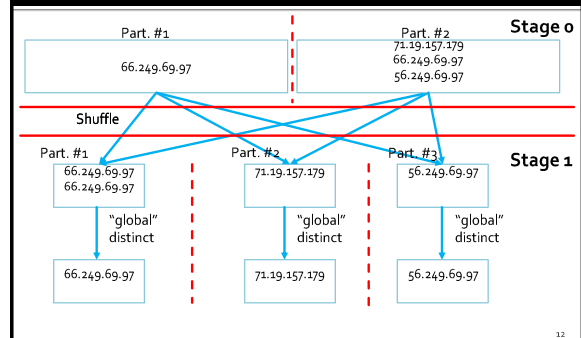 Stage 0
Part. #1
Part. #2
66.249.69.97
71.19.157.179
66.249.69.97
56.249.69.97
Shuffle
Stage 1
Part. #1
Part. #2
Part. #3
66.249.69.97
66.249.69.97
71.19.157.179
56.249.69.97
“global”
distinct
“global”
distinct
“global”
distinct
66.249.69.97
71.19.157.179
56.249.69.97
12